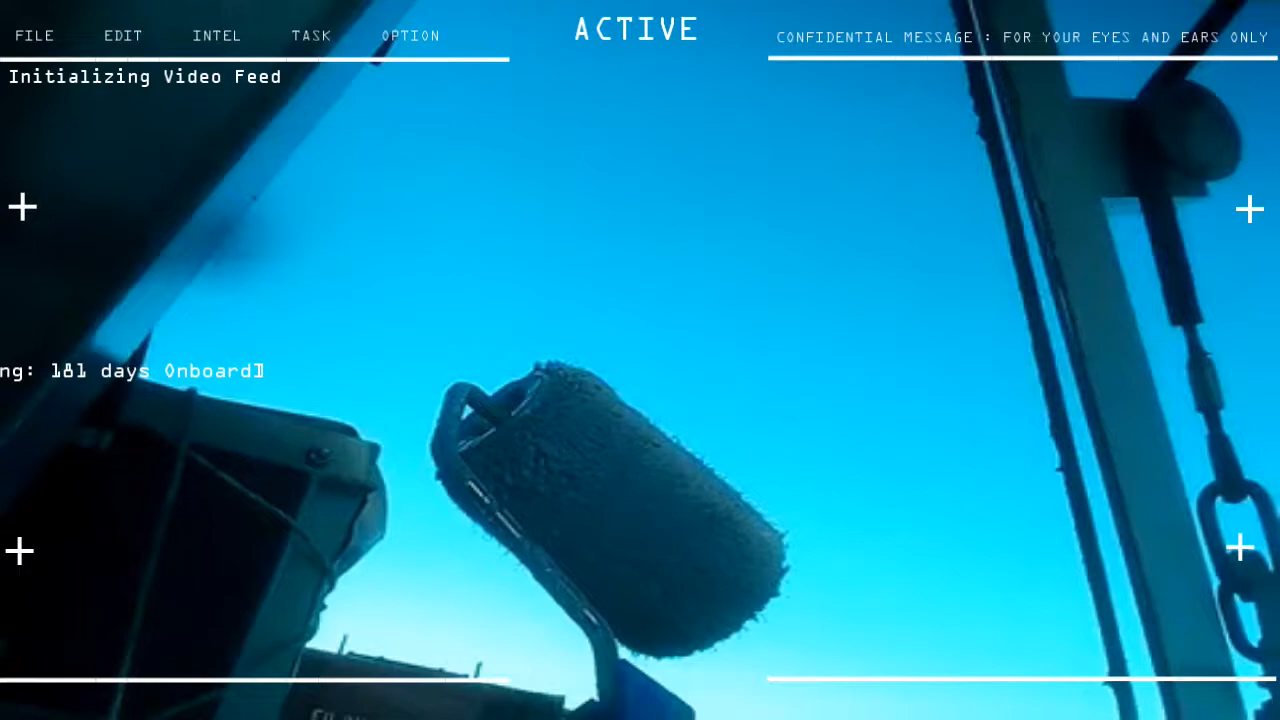 FILE EDIT INTEL TASK OPTION
ACTIVE
CONFIDENTIAL MESSAGE : FOR YOUR EYES AND EARS ONLY
Initializing Video Feed
ng: 181 days Onboard]